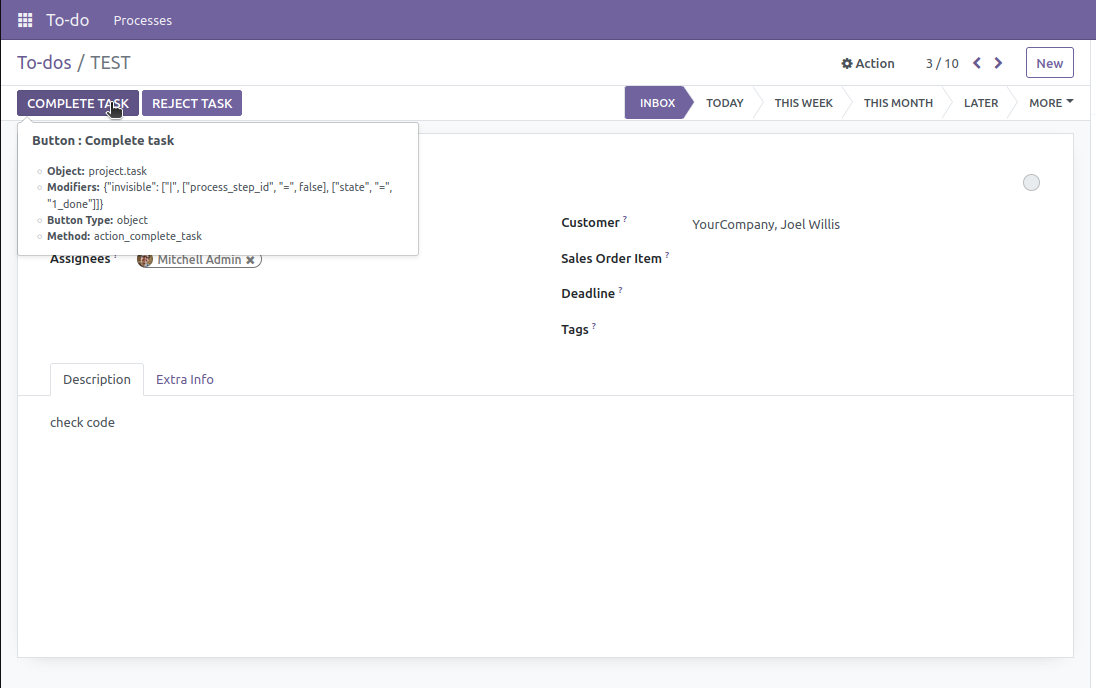 To-do Processes
To-dos / TEST
Action 3 / 10 New
COMPLETE TASK REJECT TASK
INBOX TODAY THIS WEEK THIS MONTH LATER MORE
Button : Complete task
Object: project.task
Modifiers: {"invisible": ["|", ["process_step_id", "=", false], ["state", "=",
"1_done"]]}
Button Type: object
Method: action_complete_task
Assignees ? Mitchell Admin ×
Customer ? YourCompany, Joel Willis
Sales Order Item ?
Deadline ?
Tags ?
Description Extra Info
check code